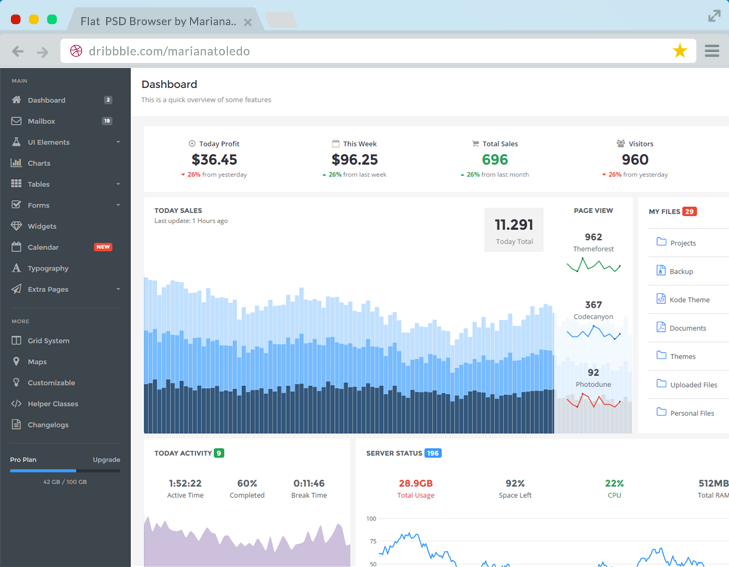 Flat PSD Browser by Mariana..
dribbble.com/marianatoledo
MAIN
Dashboard 2
Mailbox 19
UI Elements
Charts
Tables
Forms
Widgets
Calendar NEW
Typography
Extra Pages
MORE
Grid System
Maps
Customizable
Helper Classes
Changelogs
Pro Plan Upgrade
42 GB / 100 GB
Dashboard
This is a quick overview of some features
Today Profit
$36.45
26% from yesterday
This Week
$96.25
26% from last week
Total Sales
696
26% from last month
Visitors
960
26% from yesterday
TODAY SALES
Last update: 1 Hours ago
11.291
Today Total
PAGE VIEW
962
Themeforest
367
Codecanyon
92
Photodune
MY FILES 29
Projects
Backup
Kode Theme
Documents
Themes
Uploaded Files
Personal Files
TODAY ACTIVITY 9
1:52:22
Active Time
60%
Completed
0:11:46
Break Time
SERVER STATUS 196
28.9GB
Total Usage
92%
Space Left
22%
CPU
512MB
Total RAM
100
75
50